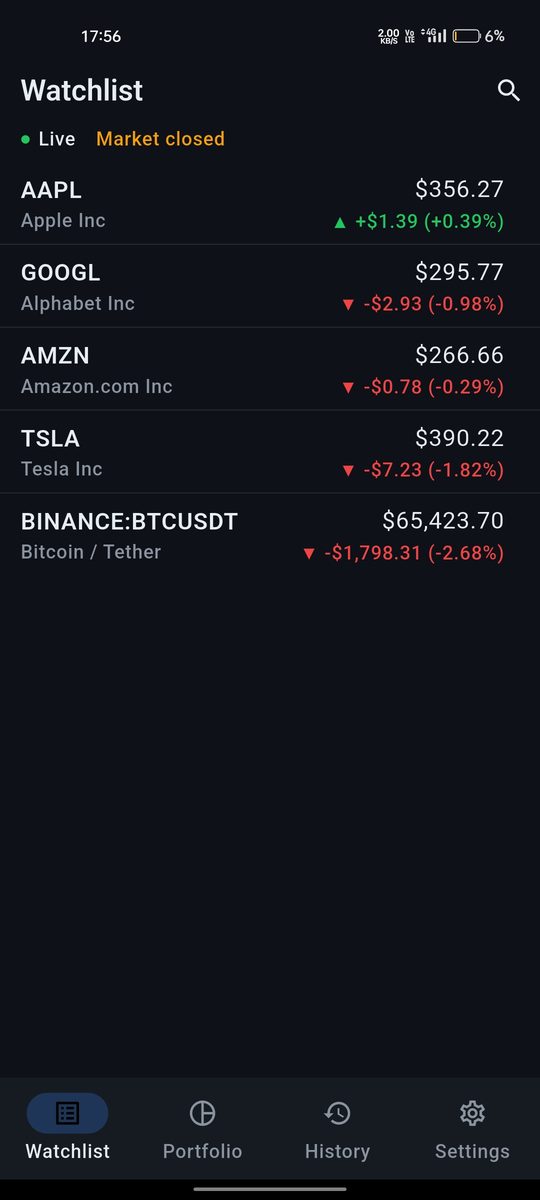 17:56 2.00 KB/S Vo LTE 4G 6%
Watchlist
Live Market closed
AAPL $356.27
Apple Inc ▲ +$1.39 (+0.39%)
GOOGL $295.77
Alphabet Inc ▼ -$2.93 (-0.98%)
AMZN $266.66
Amazon.com Inc ▼ -$0.78 (-0.29%)
TSLA $390.22
Tesla Inc ▼ -$7.23 (-1.82%)
BINANCE:BTCUSDT $65,423.70
Bitcoin / Tether ▼ -$1,798.31 (-2.68%)
Watchlist Portfolio History Settings